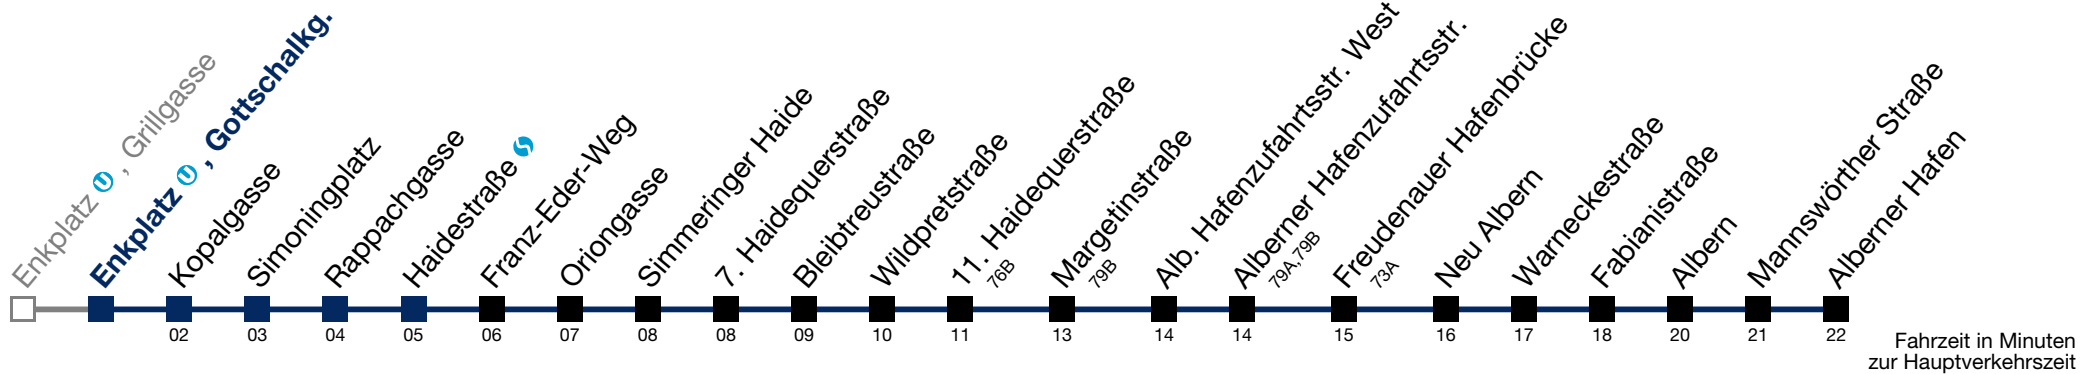 Enkplatz U , Grillgasse
Enkplatz U , Gottschalkg.
Kopalgasse
Simoningplatz
Rappachgasse
Haidestraße S
Franz-Eder-Weg
Oriongasse
Simmeringer Haide
7. Haidequerstraße
Bleibtreustraße
Wildpretstraße
11. Haidequerstraße
76B
Margetinstraße
79B
Alb. Hafenzufahrtsstr. West
Alberner Hafenzufahrtsstr.
79A, 79B
Freudenauer Hafenbrücke
73A
Neu Albern
Warneckestraße
Fabianistraße
Albern
Mannswörther Straße
Alberner Hafen
02 03 04 05 06 07 08 08 09 10 11 13 14 14 15 16 17 18 20 21 22
Fahrzeit in Minuten
zur Hauptverkehrszeit